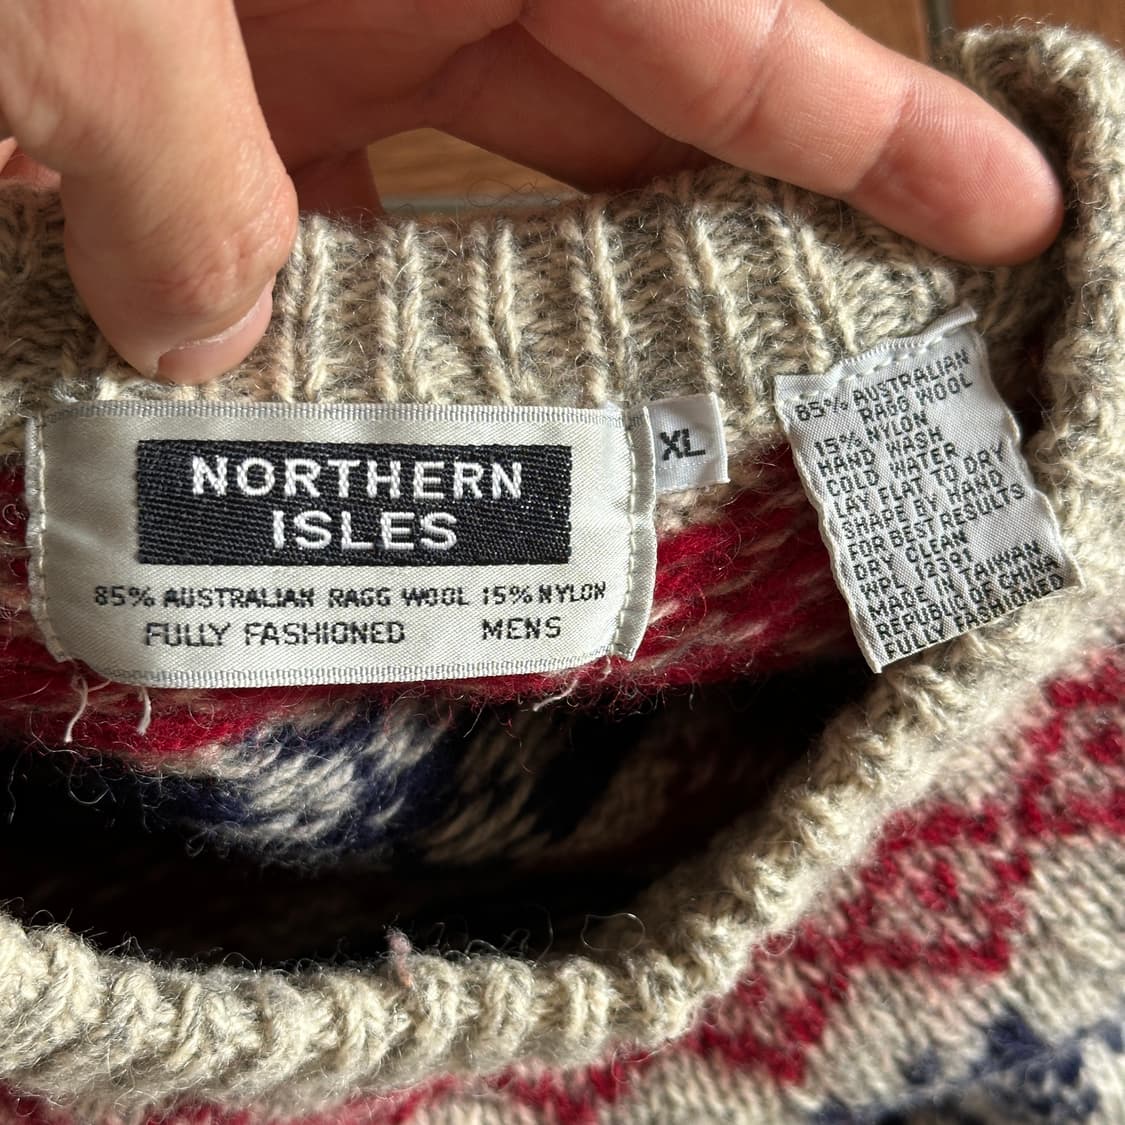 NORTHERN
ISLES
85% AUSTRALIAN RAGG WOOL 15% NYLON
FULLY FASHIONED MENS
XL
85% AUSTRALIAN
RAGG WOOL
15% NYLON
HAND WASH
COLD WATER
LAY FLAT TO DRY
SHAPE BY HAND
FOR BEST RESULTS
DRY CLEAN
WPL 12391
MADE IN TAIWAN
REPUBLIC OF CHINA
FULLY FASHIONED